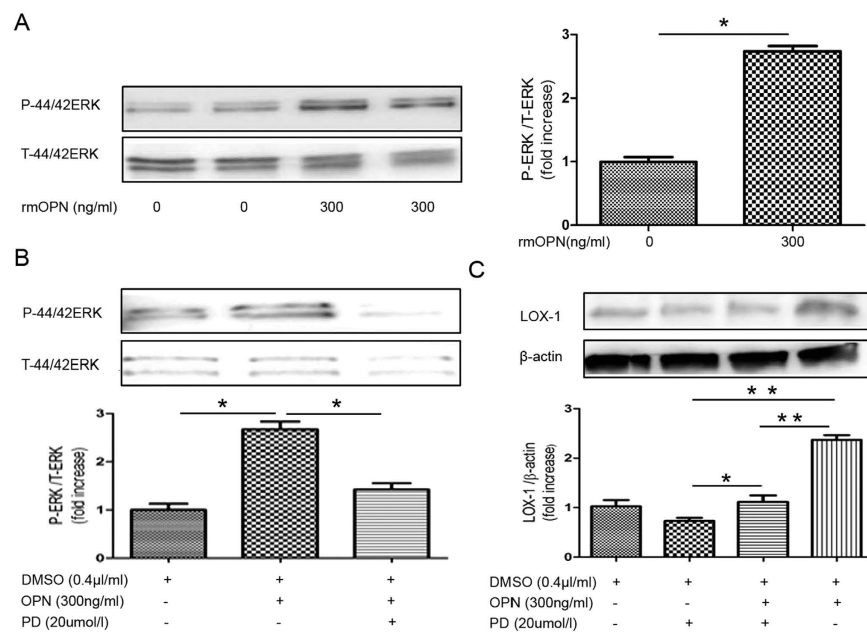 A
P-44/42ERK
T-44/42ERK
rmOPN (ng/ml) 0 0 300 300
P-ERK /T-ERK
(fold increase)
3
2
1
0
*
rmOPN(ng/ml) 0 300
B
P-44/42ERK
T-44/42ERK
P-ERK /T-ERK
(fold increase)
3
2
1
0
* *
DMSO (0.4µl/ml) + + +
OPN (300ng/ml) - + +
PD (20umol/l) - - +
C
LOX-1
β-actin
LOX-1 /β-actin
(fold increase)
3
2
1
0
* *
* *
*
DMSO (0.4µl/ml) + + + +
OPN (300ng/ml) - - + +
PD (20umol/l) - + + -